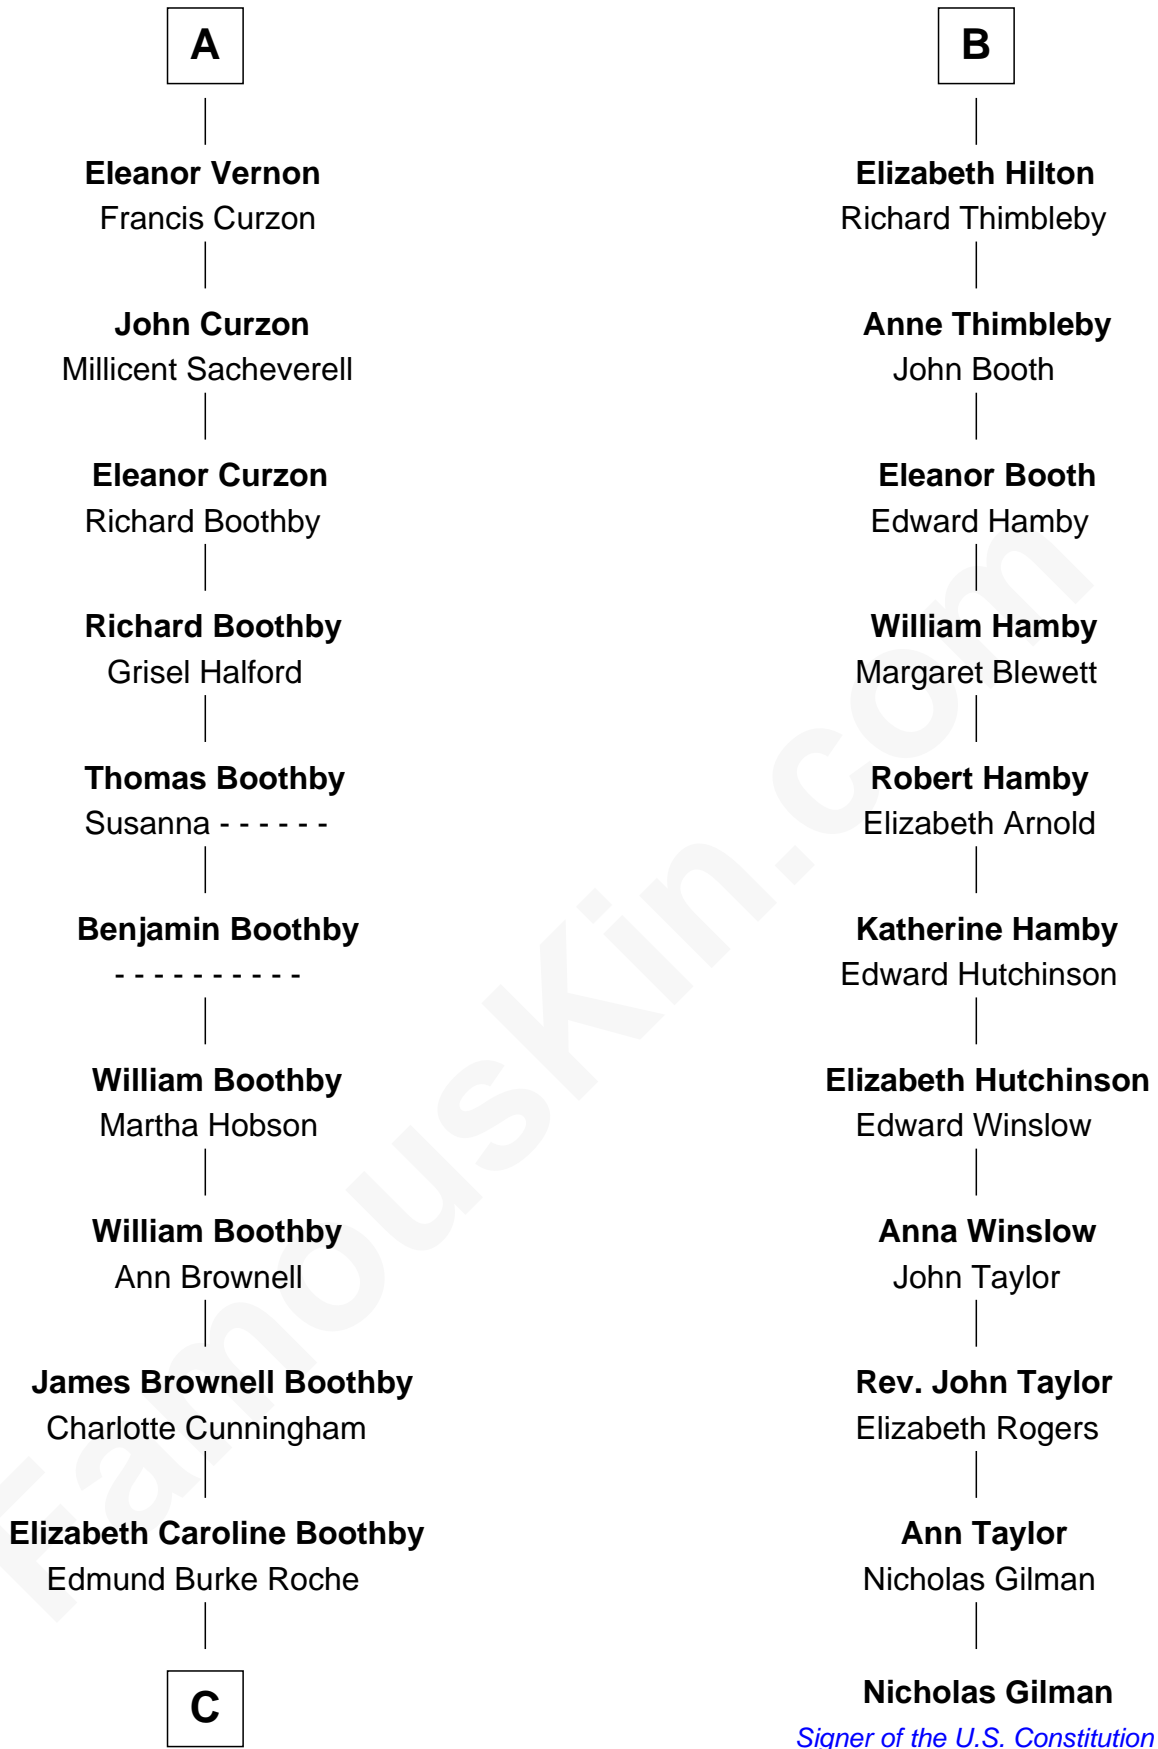 A
Eleanor Vernon
Francis Curzon
John Curzon
Millicent Sacheverell
Eleanor Curzon
Richard Boothby
Richard Boothby
Grisel Halford
Thomas Boothby
Susanna - - - - - -
Benjamin Boothby
- - - - - - - - - -
William Boothby
Martha Hobson
William Boothby
Ann Brownell
James Brownell Boothby
Charlotte Cunningham
Elizabeth Caroline Boothby
Edmund Burke Roche
C
B
Elizabeth Hilton
Richard Thimbleby
Anne Thimbleby
John Booth
Eleanor Booth
Edward Hamby
William Hamby
Margaret Blewett
Robert Hamby
Elizabeth Arnold
Katherine Hamby
Edward Hutchinson
Elizabeth Hutchinson
Edward Winslow
Anna Winslow
John Taylor
Rev. John Taylor
Elizabeth Rogers
Ann Taylor
Nicholas Gilman
Nicholas Gilman
Signer of the U.S. Constitution
FamousKin.com